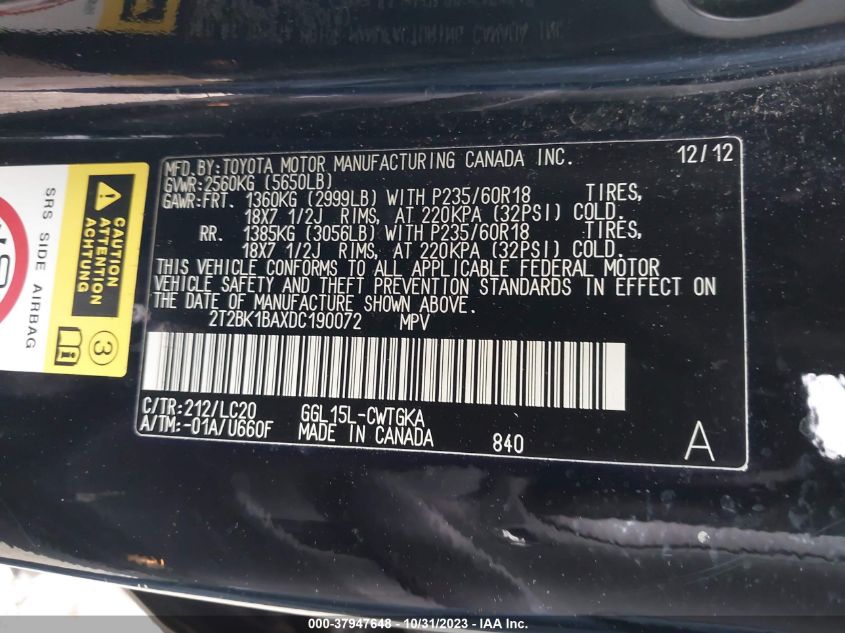 MFD.BY:TOYOTA MOTOR MANUFACTURING CANADA INC. 12/12
GVWR:2560KG (5650LB)
GAWR:FRT. 1360KG (2999LB) WITH P235/60R18 TIRES,
18X7 1/2J RIMS, AT 220KPA (32PSI) COLD.
RR. 1385KG (3056LB) WITH P235/60R18 TIRES,
18X7 1/2J RIMS, AT 220KPA (32PSI) COLD.
THIS VEHICLE CONFORMS TO ALL APPLICABLE FEDERAL MOTOR
VEHICLE SAFETY AND THEFT PREVENTION STANDARDS IN EFFECT ON
THE DATE OF MANUFACTURE SHOWN ABOVE.
2T2BK1BAXDC190072 MPV
C/TR:212/LC20 GGL15L-CWTGKA
A/TM:-01A/U660F MADE IN CANADA 840 A
SRS SIDE AIRBAG
CAUTION
ATTENTION
ACHTUNG
3
000-37947648 - 10/31/2023 - IAA Inc.